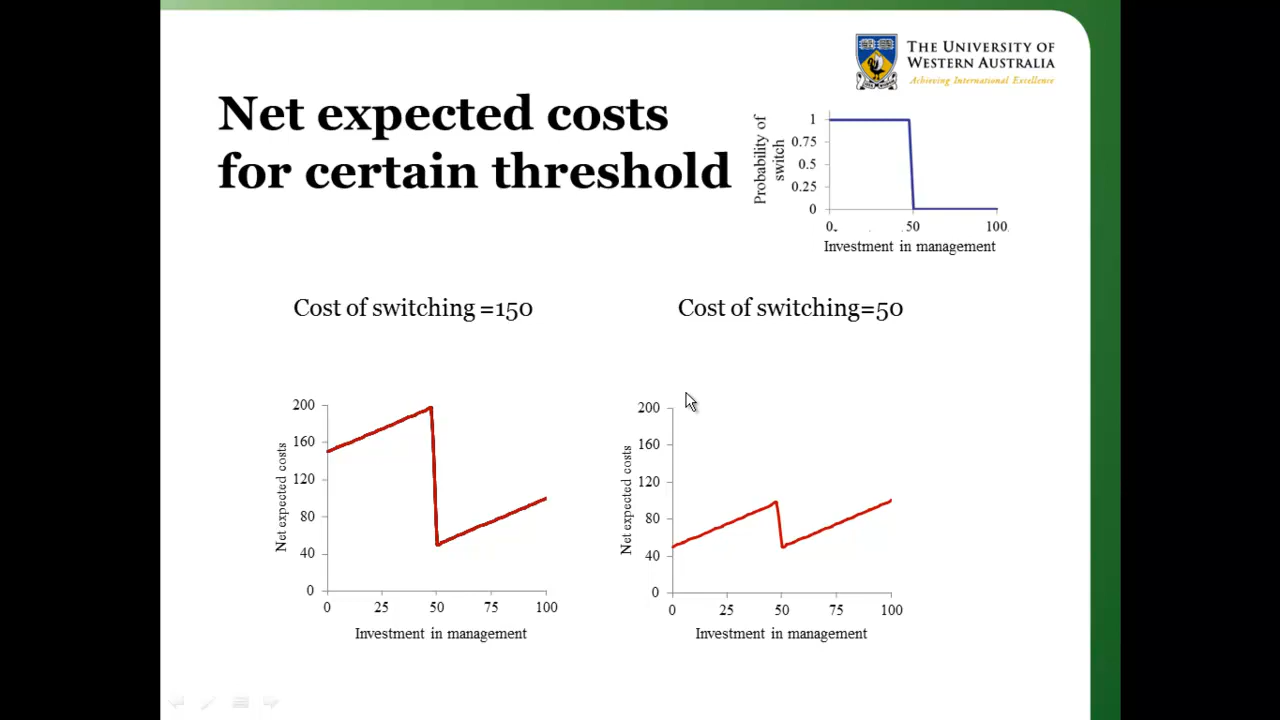 THE UNIVERSITY OF
WESTERN AUSTRALIA
Achieving International Excellence
Net expected costs
for certain threshold
Probability of
switch
1
0.75
0.5
0.25
0
0
50
100
Investment in management
Cost of switching =150
Cost of switching=50
Net expected costs
200
160
120
80
40
0
0
25
50
75
100
Investment in management
Net expected costs
200
160
120
80
40
0
0
25
50
75
100
Investment in management